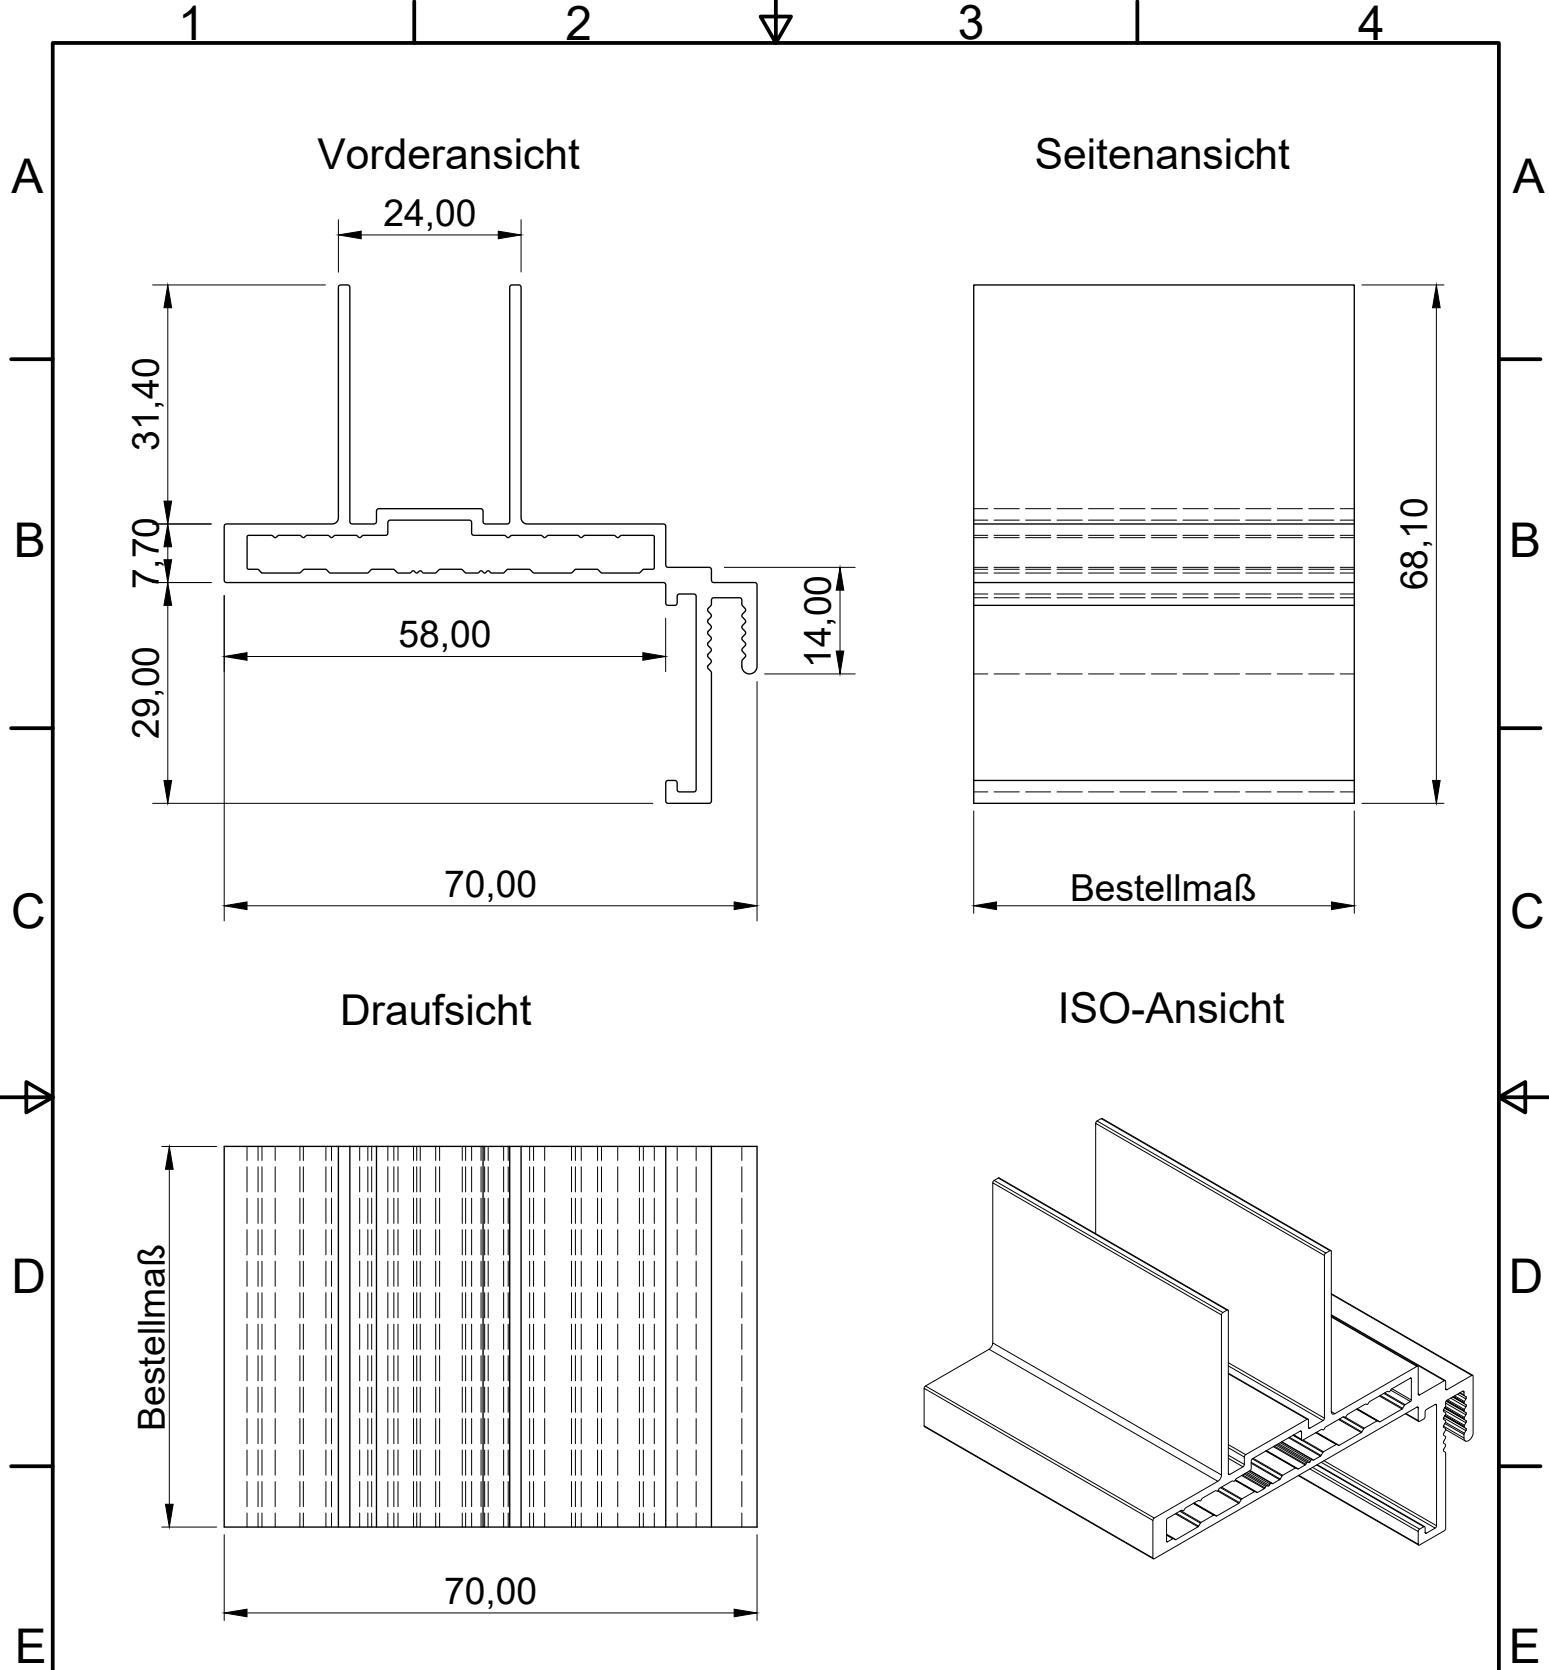 1 2 3 4
A A
Vorderansicht Seitenansicht
24,00
31,40
B B
7,70
68,10
14,00
58,00
29,00
70,00
Bestellmaß
C C
Draufsicht ISO-Ansicht
D D
Bestellmaß
70,00
E E